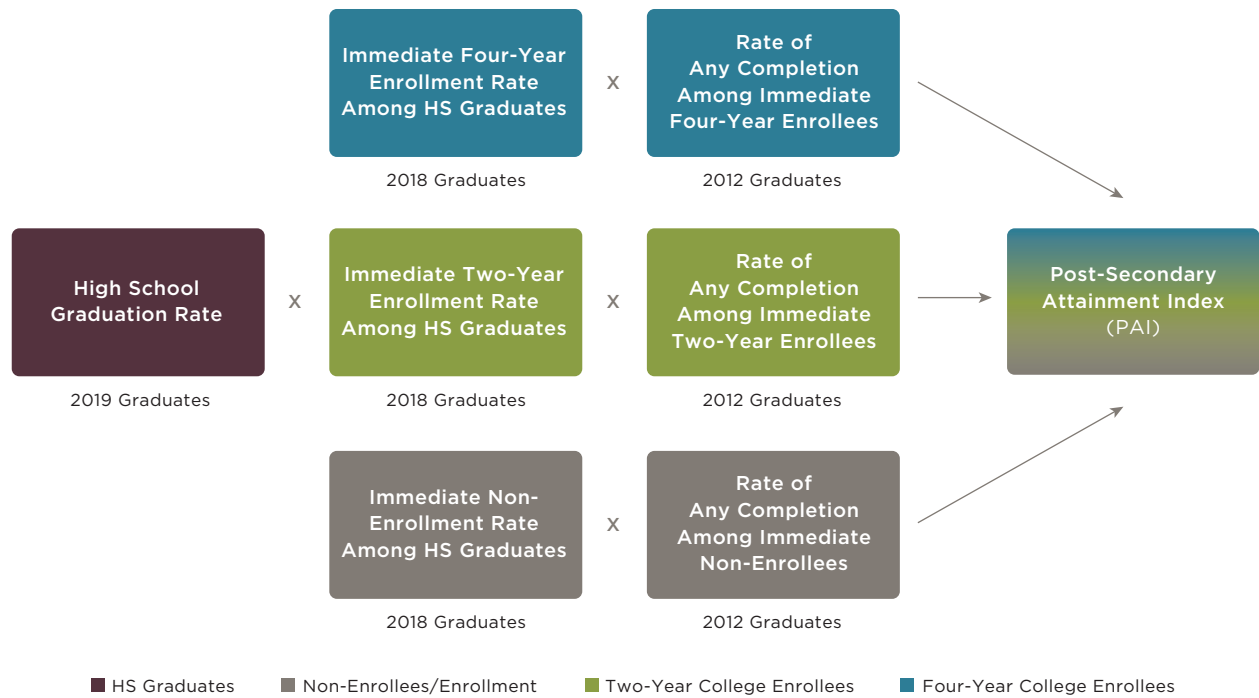 Immediate Four-Year
Enrollment Rate
Among HS Graduates
x
Rate of
Any Completion
Among Immediate
Four-Year Enrollees
2018 Graduates
2012 Graduates
High School
Graduation Rate
x
Immediate Two-Year
Enrollment Rate
Among HS Graduates
x
Rate of
Any Completion
Among Immediate
Two-Year Enrollees
Post-Secondary
Attainment Index
(PAI)
2019 Graduates
2018 Graduates
2012 Graduates
Immediate Non-
Enrollment Rate
Among HS Graduates
x
Rate of
Any Completion
Among Immediate
Non-Enrollees
2018 Graduates
2012 Graduates
HS Graduates
Non-Enrollees/Enrollment
Two-Year College Enrollees
Four-Year College Enrollees